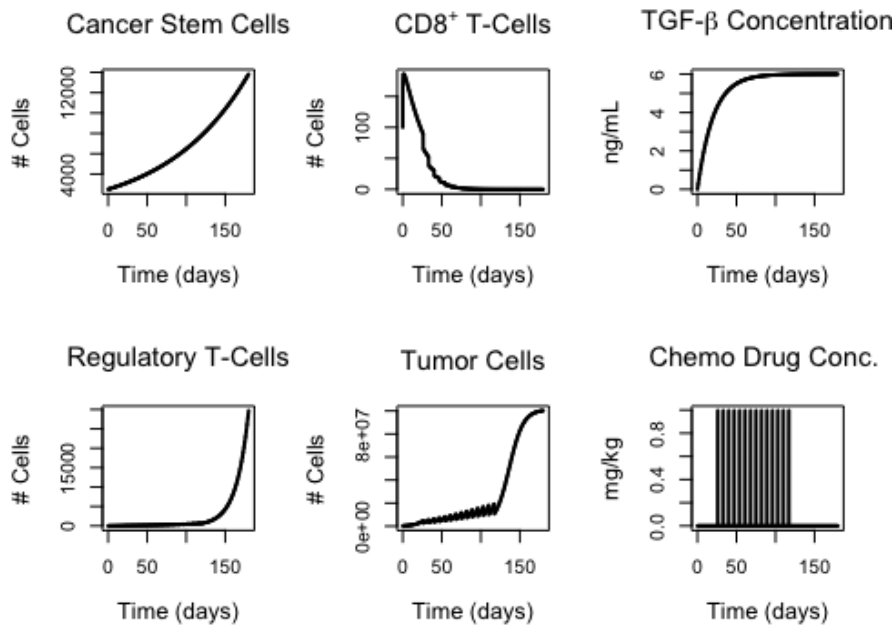 Cancer Stem Cells
# Cells
4000 12000
0 50 150
Time (days)
CD8⁺ T-Cells
# Cells
0 100
0 50 150
Time (days)
TGF-β Concentration
ng/mL
0 2 4 6
0 50 150
Time (days)
Regulatory T-Cells
# Cells
0 15000
0 50 150
Time (days)
Tumor Cells
# Cells
0e+00 8e+07
0 50 150
Time (days)
Chemo Drug Conc.
mg/kg
0.0 0.4 0.8
0 50 150
Time (days)